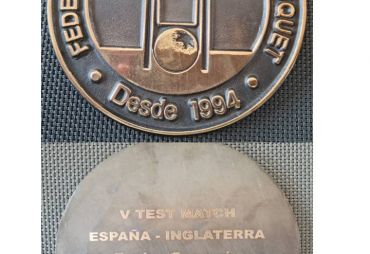 FEDE
QUET
· Desde 1994 ·
V TEST MATCH
ESPAÑA - INGLATERRA